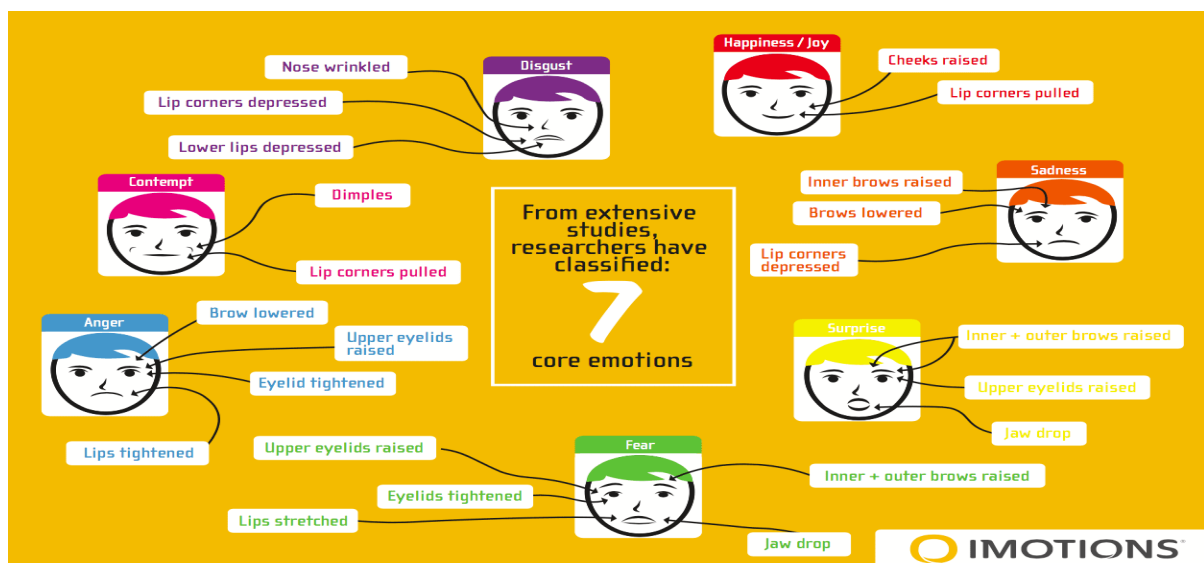 Disgust
Nose wrinkled
Lip corners depressed
Lower lips depressed
Happiness / Joy
Cheeks raised
Lip corners pulled
Contempt
Dimples
Lip corners pulled
From extensive
studies,
researchers have
classified:
7
core emotions
Sadness
Inner brows raised
Brows lowered
Lip corners
depressed
Anger
Brow lowered
Upper eyelids
raised
Eyelid tightened
Lips tightened
Surprise
Inner + outer brows raised
Upper eyelids raised
Jaw drop
Fear
Upper eyelids raised
Eyelids tightened
Lips stretched
Inner + outer brows raised
Jaw drop
IMOTIONS